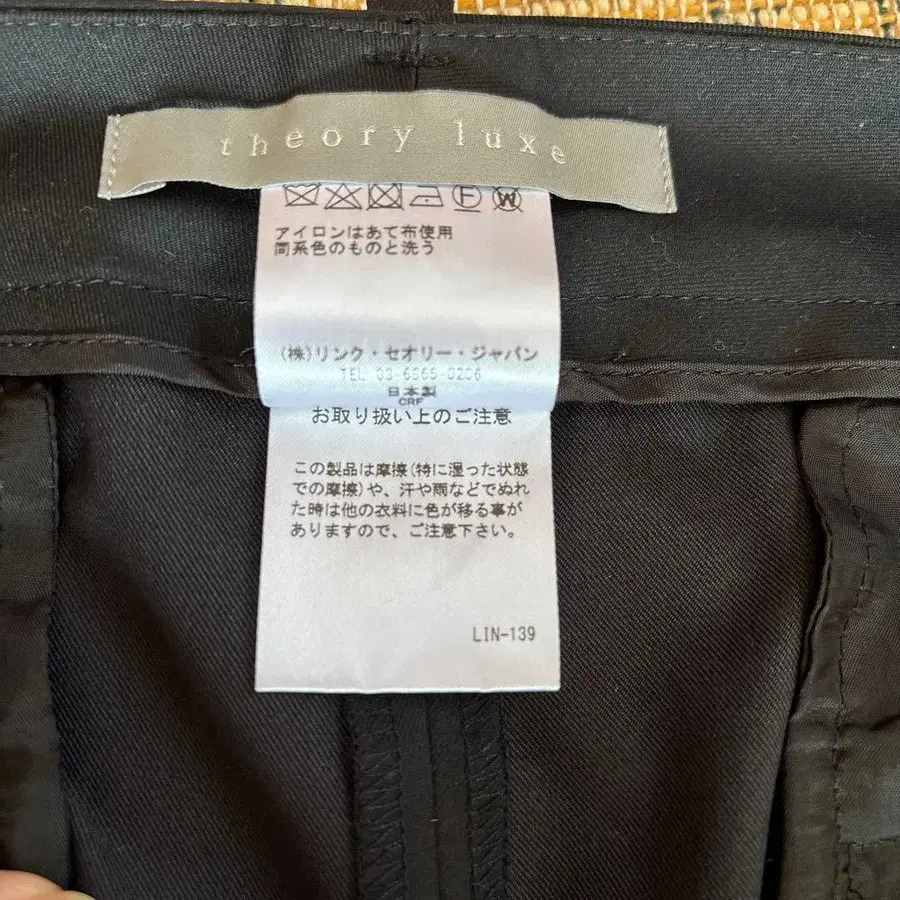 theory luxe
アイロンはあて布使用
同系色のものと洗う
(株)リンク・セオリー・ジャパン
TEL 03-6865-0206
日本製
CRF
お取り扱い上のご注意
この製品は摩擦(特に湿った状態
での摩擦)や、汗や雨などでぬれ
た時は他の衣料に色が移る事が
ありますので、ご注意下さい。
LIN-139